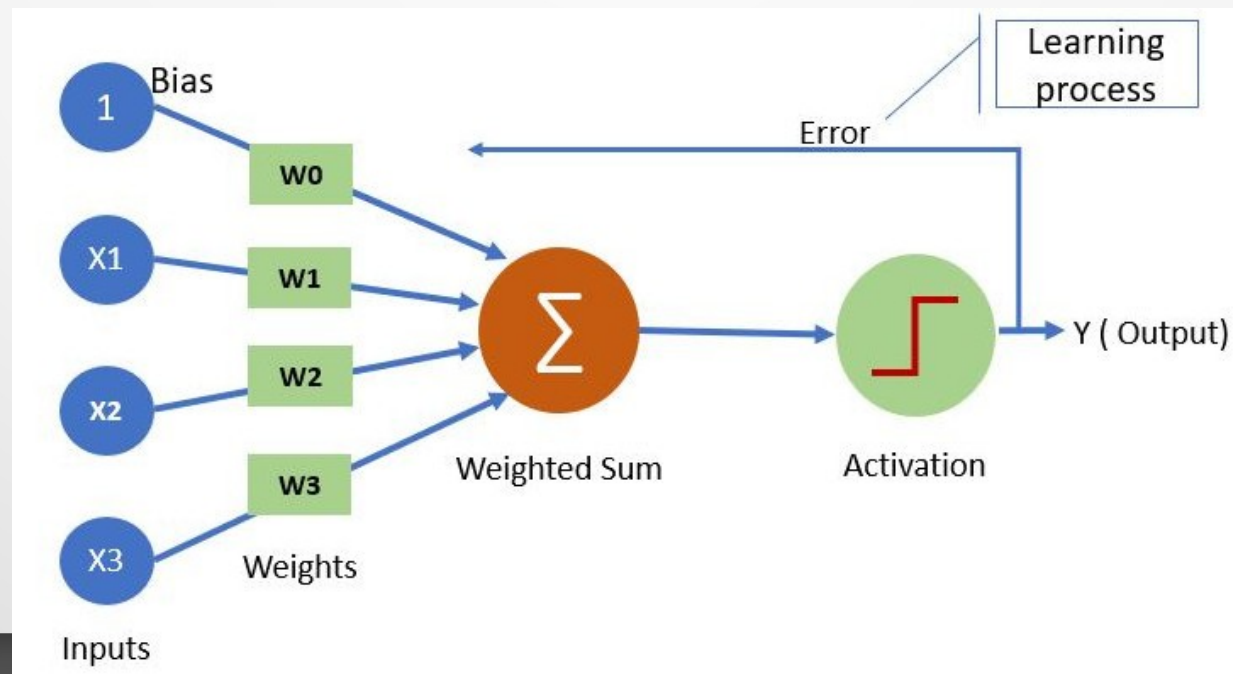 Learning
process
1
Bias
Error
W0
X1
W1
∑
Y ( Output)
X2
W2
Weighted Sum
Activation
W3
X3
Weights
Inputs